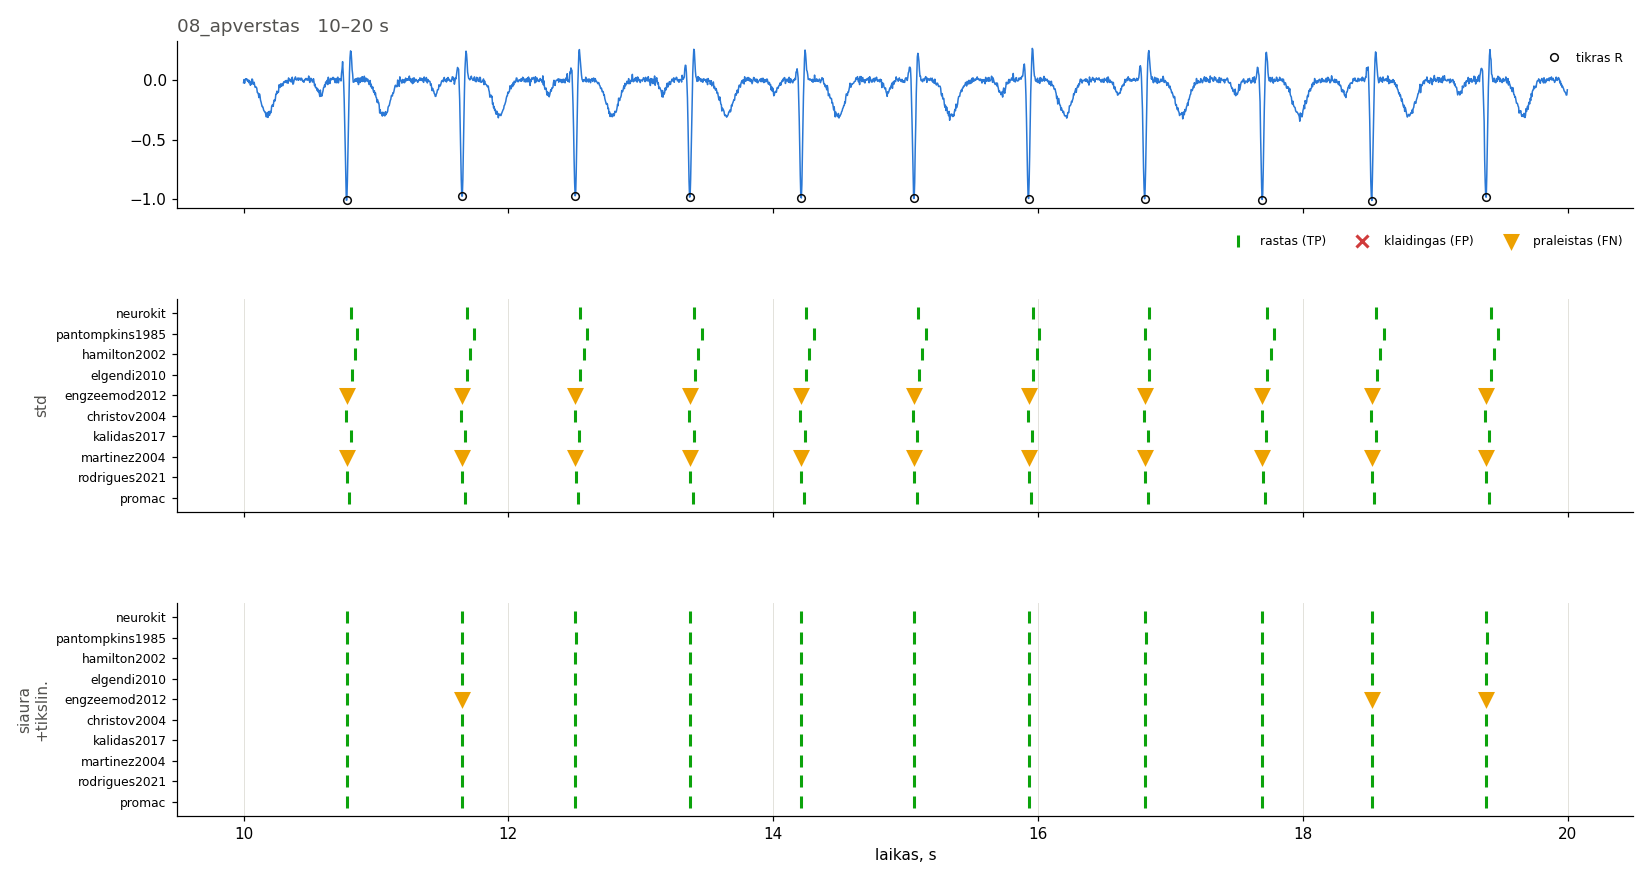 08_apverstas 10–20 s
tikras R
0.0
−0.5
−1.0
rastas (TP)
klaidingas (FP)
praleistas (FN)
std
neurokit
pantompkins1985
hamilton2002
elgendi2010
engzeemod2012
christov2004
kalidas2017
martinez2004
rodrigues2021
promac
siaura
+tikslin.
neurokit
pantompkins1985
hamilton2002
elgendi2010
engzeemod2012
christov2004
kalidas2017
martinez2004
rodrigues2021
promac
10 12 14 16 18 20
laikas, s